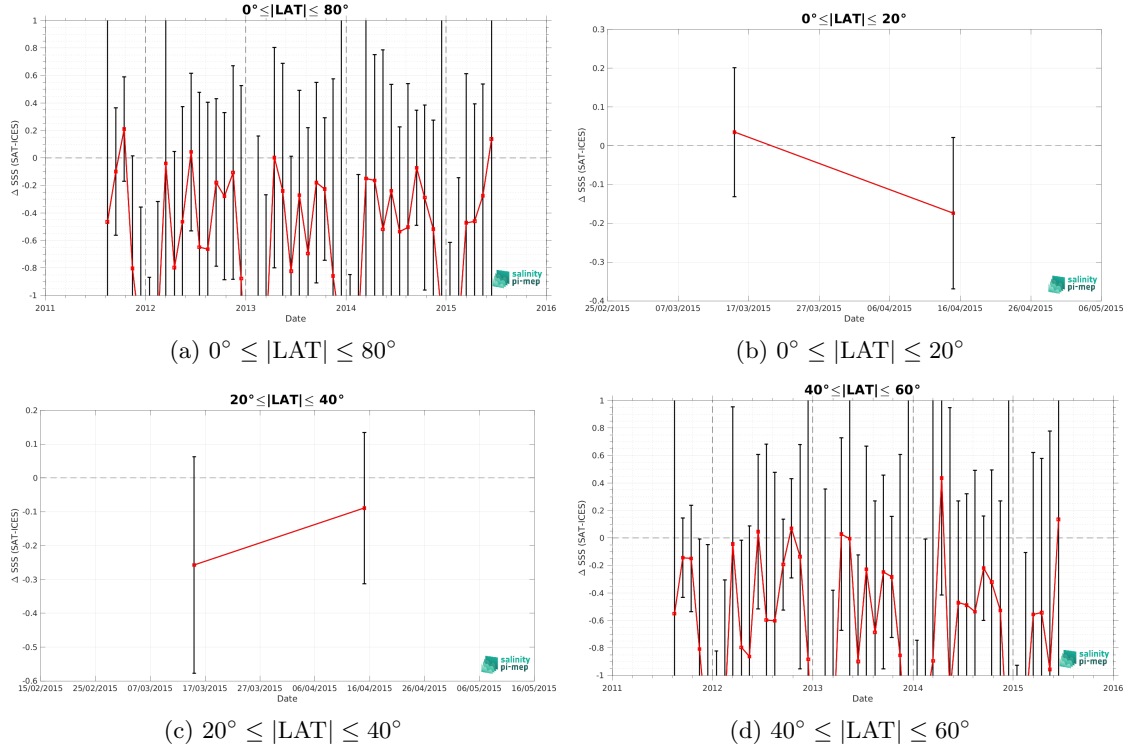 0°≤|LAT|≤ 80°
1
0.8
0.6
0.4
0.2
0
-0.2
-0.4
-0.6
-0.8
-1
Δ SSS (SAT-ICES)
2011 2012 2013 2014 2015 2016
Date
salinity
pi-mep
(a) 0° ≤ |LAT| ≤ 80°
0°≤|LAT|≤ 20°
0.3
0.2
0.1
0
-0.1
-0.2
-0.3
-0.4
Δ SSS (SAT-ICES)
25/02/2015 07/03/2015 17/03/2015 27/03/2015 06/04/2015 16/04/2015 26/04/2015 06/05/2015
Date
salinity
pi-mep
(b) 0° ≤ |LAT| ≤ 20°
20°≤|LAT|≤ 40°
0.2
0.1
0
-0.1
-0.2
-0.3
-0.4
-0.5
-0.6
Δ SSS (SAT-ICES)
15/02/2015 25/02/2015 07/03/2015 17/03/2015 27/03/2015 06/04/2015 16/04/2015 26/04/2015 06/05/2015 16/05/2015
Date
salinity
pi-mep
(c) 20° ≤ |LAT| ≤ 40°
40°≤|LAT|≤ 60°
1
0.8
0.6
0.4
0.2
0
-0.2
-0.4
-0.6
-0.8
-1
Δ SSS (SAT-ICES)
2011 2012 2013 2014 2015 2016
Date
salinity
pi-mep
(d) 40° ≤ |LAT| ≤ 60°